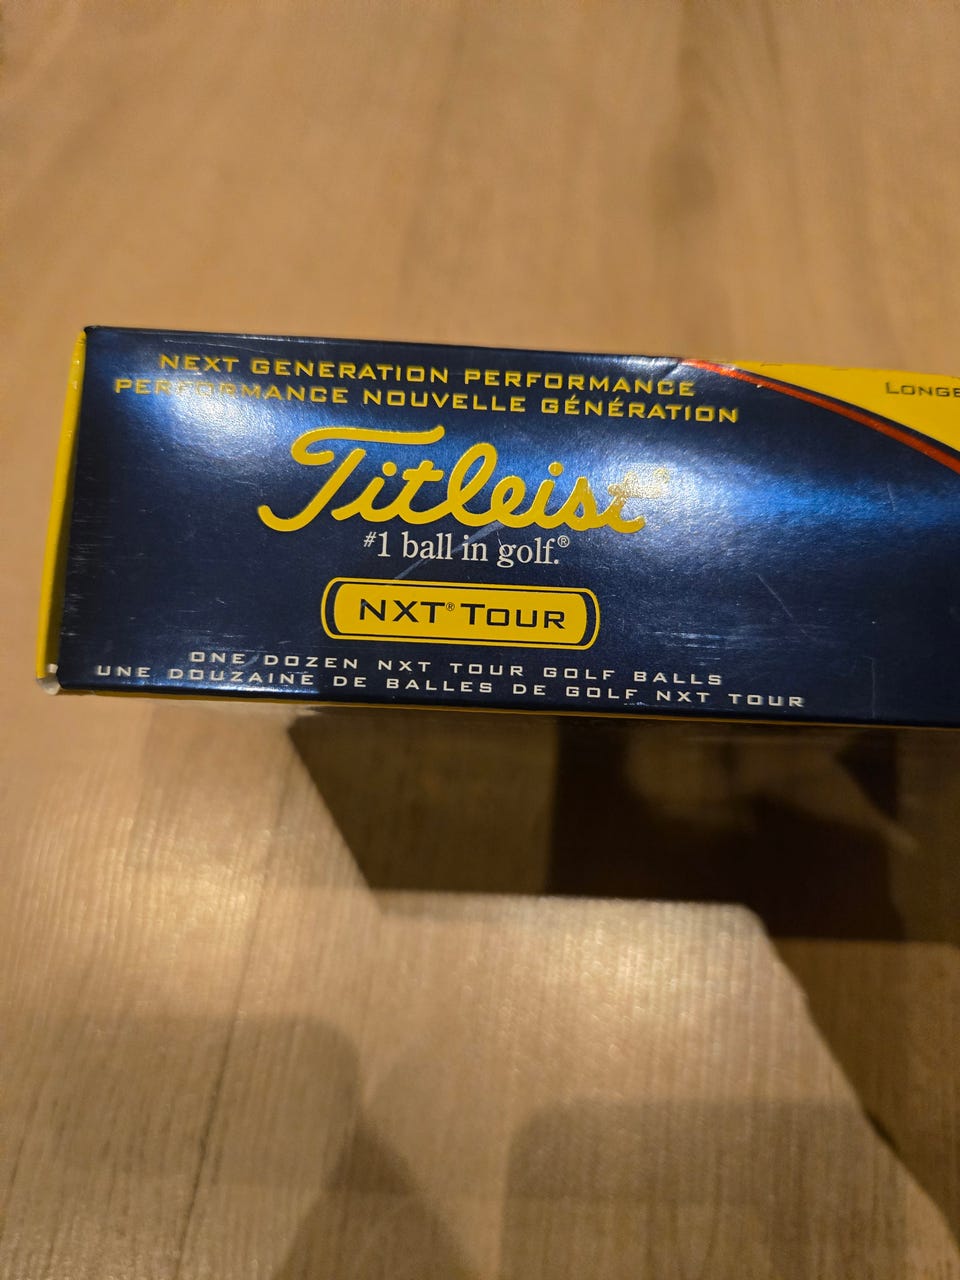 NEXT GENERATION PERFORMANCE
PERFORMANCE NOUVELLE GÉNÉRATION
Titleist
#1 ball in golf.®
NXT® TOUR
ONE DOZEN NXT TOUR GOLF BALLS
UNE DOUZAINE DE BALLES DE GOLF NXT TOUR